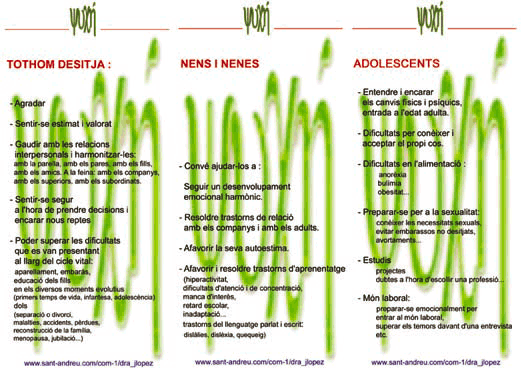 TOTHOM DESITJA :
- Agradar
- Sentir-se estimat i valorat
- Gaudir amb les relacions
interpersonals i harmonitzar-les:
amb la parella, amb els pares, amb els fills,
amb els amics. A la feina: amb els companys,
amb els superiors, amb els subordinats.
- Sentir-se segur
a l'hora de prendre decisions i
encarar nous reptes
- Poder superar les dificultats
que es van presentant
al llarg del cicle vital:
aparellament, embaràs,
educació dels fills
en els diversos moments evolutius
(primers temps de vida, infantesa, adolescència)
dols
(separació o divorci,
malalties, accidents, pèrdues,
reconstrucció de la família,
menopausa, jubilació...)
www.sant-andreu.com/com-1/dra_jlopez
NENS I NENES
- Convé ajudar-los a :
Seguir un desenvolupament
emocional harmònic.
- Resoldre trastorns de relació
amb els companys i amb els adults.
- Afavorir la seva autoestima.
- Afavorir i resoldre trastorns d'aprenentatge
(hiperactivitat,
dificultats d'atenció i de concentració,
manca d'interès,
retard escolar,
inadaptació...
trastorns del llenguatge parlat i escrit:
dislàlies, dislèxia, quequeig)
www.sant-andreu.com/com-1/dra_jlopez
ADOLESCENTS
- Entendre i encarar
els canvis físics i psíquics,
entrada a l'edat adulta.
- Dificultats per conèixer i
acceptar el propi cos.
- Dificultats en l'alimentació :
anorèxia
bulimia
obesitat...
- Preparar-se per a la sexualitat:
conèixer les necessitats sexuals,
evitar embarassos no desitjats,
avortaments...
- Estudis
projectes
dubtes a l'hora d'escollir una professió...
- Món laboral:
preparar-se emocionalment per
entrar al món laboral,
superar els temors davant d'una entrevista
etc.
www.sant-andreu.com/com-1/dra_jlopez